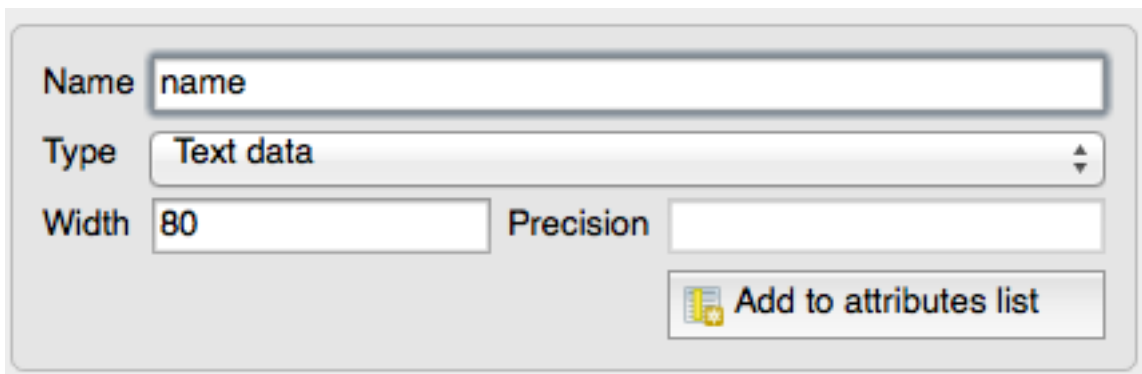 Name name
Type Text data
Width 80 Precision
Add to attributes list